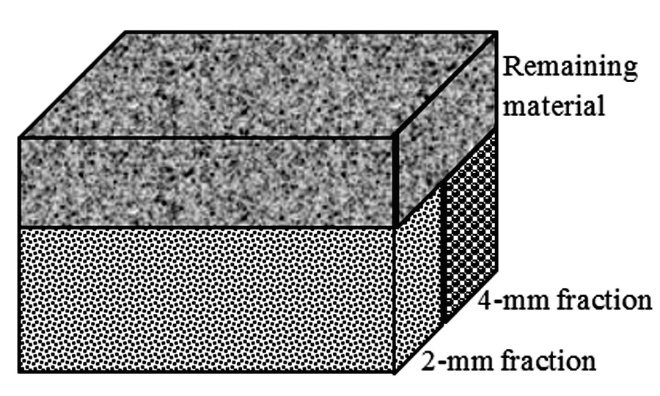 Remaining
material
4-mm fraction
2-mm fraction